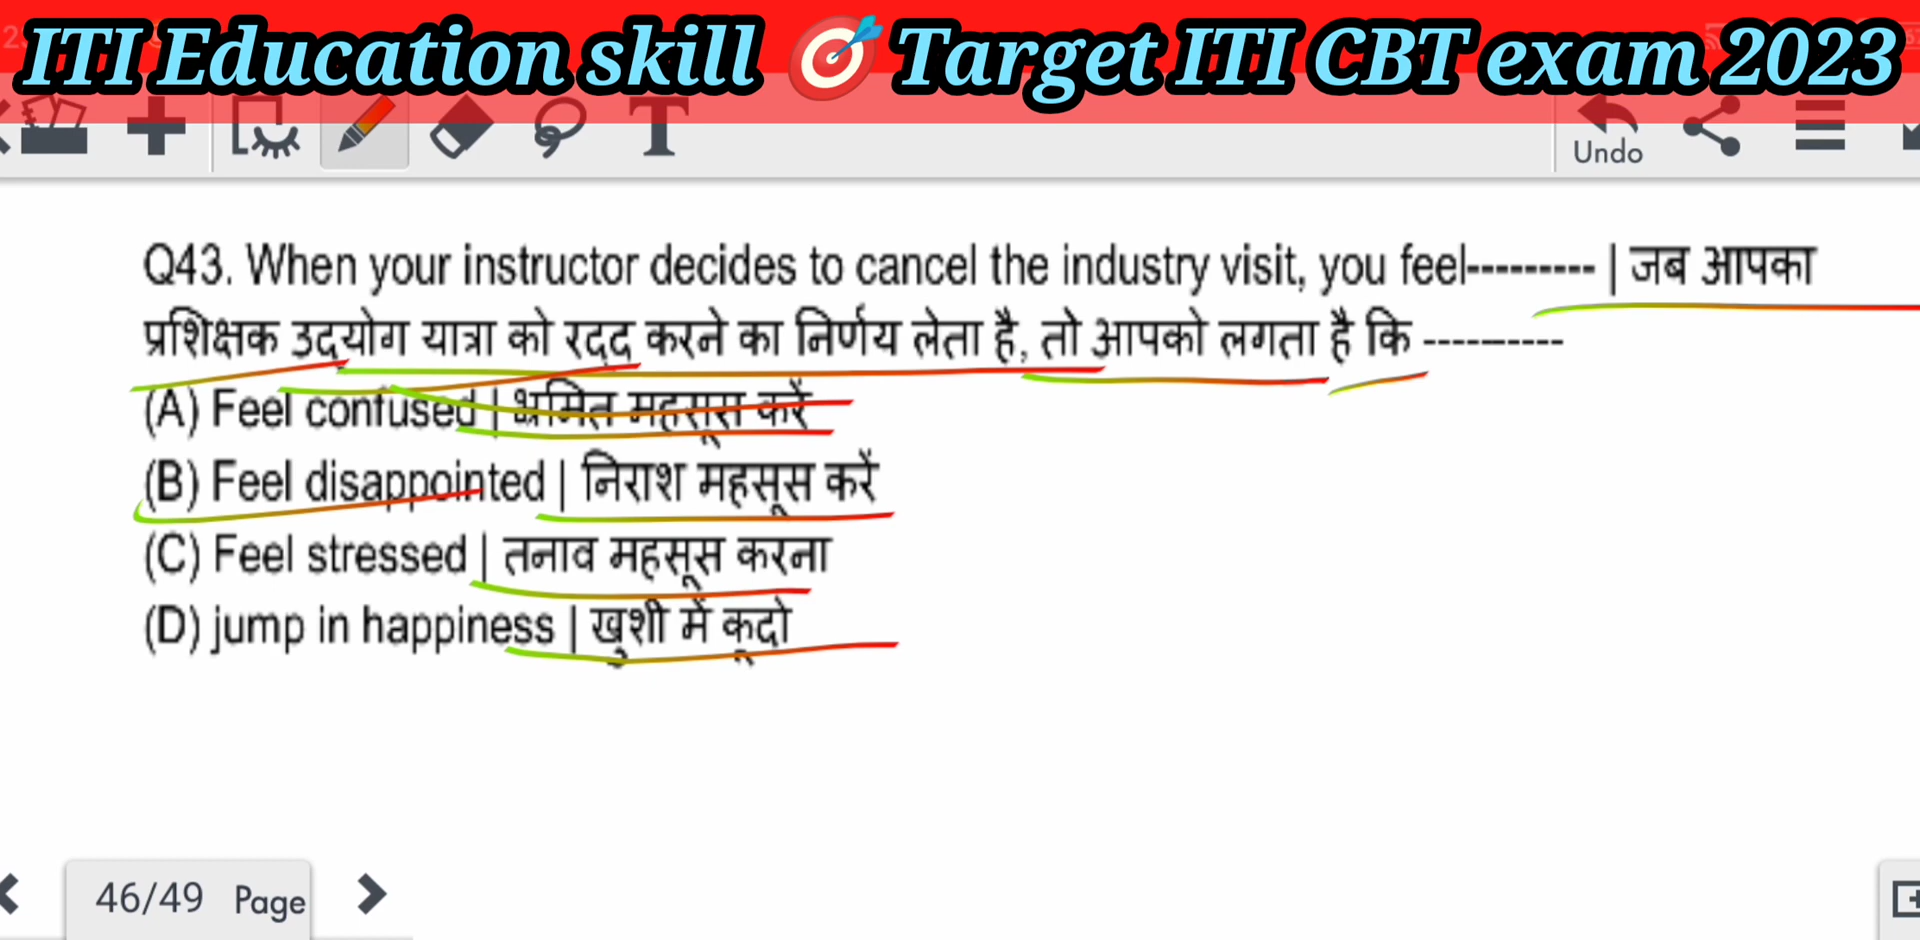 ITI Education skill 🎯 Target ITI CBT exam 2023
Undo
Q43. When your instructor decides to cancel the industry visit, you feel--------- | जब आपका
प्रशिक्षक उद्योग यात्रा को रद्द करने का निर्णय लेता है, तो आपको लगता है कि ----------
(A) Feel confused | भ्रमित महसूस करें
(B) Feel disappointed | निराश महसूस करें
(C) Feel stressed | तनाव महसूस करना
(D) jump in happiness | खुशी में कूदो
46/49 Page